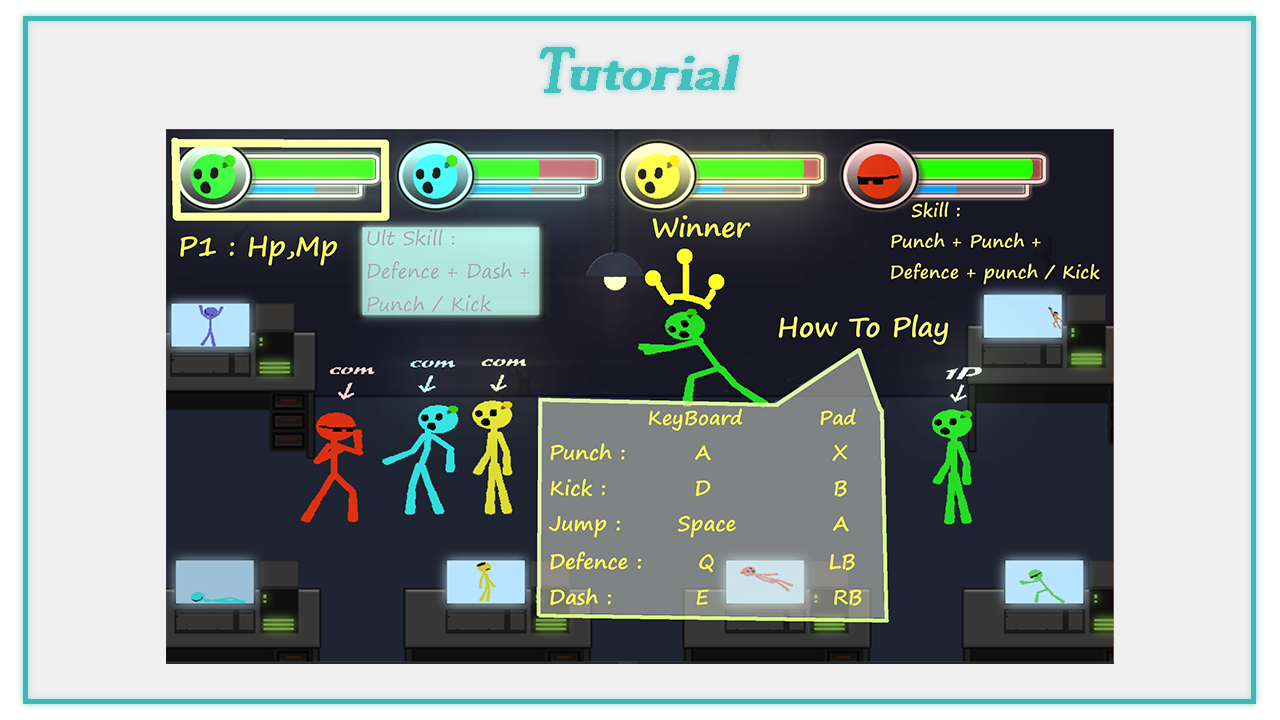 Tutorial
P1 : Hp,Mp
Ult Skill :
Defence + Dash +
Punch / Kick
Winner
Skill :
Punch + Punch +
Defence + punch / Kick
How To Play
com
com
com
1P
KeyBoard Pad
Punch : A X
Kick : D B
Jump : Space A
Defence : Q LB
Dash : E RB